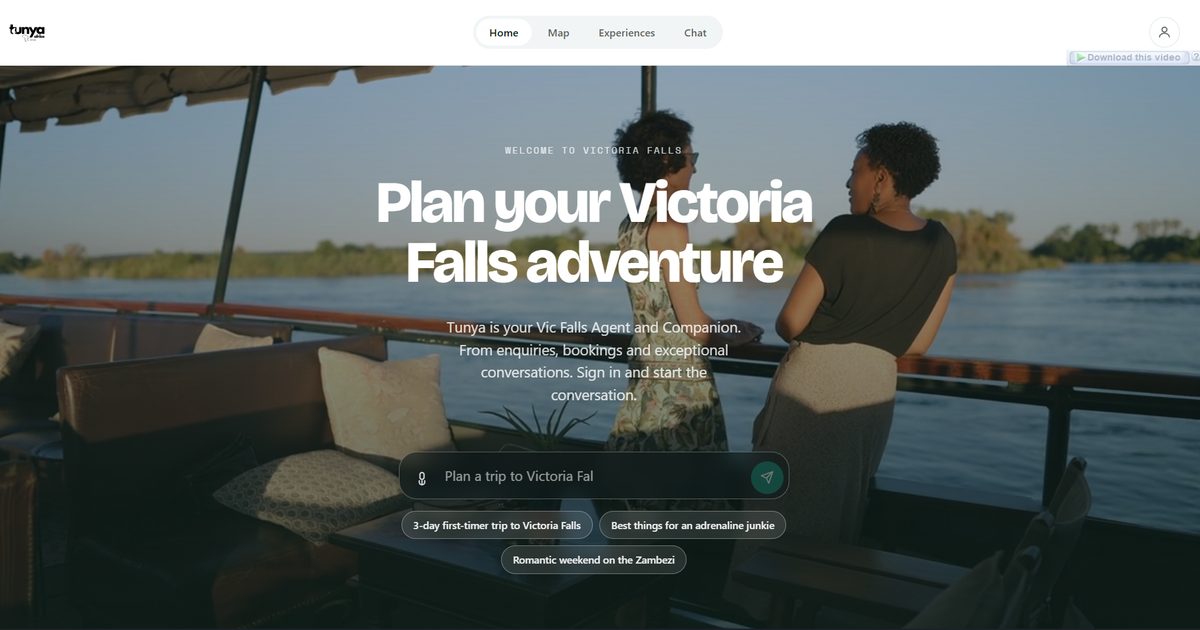 tunya
Home
Map
Experiences
Chat
Download this video
WELCOME TO VICTORIA FALLS
Plan your Victoria
Falls adventure
Tunya is your Vic Falls Agent and Companion.
From enquiries, bookings and exceptional
conversations. Sign in and start the
conversation.
Plan a trip to Victoria Fal
3-day first-timer trip to Victoria Falls
Best things for an adrenaline junkie
Romantic weekend on the Zambezi